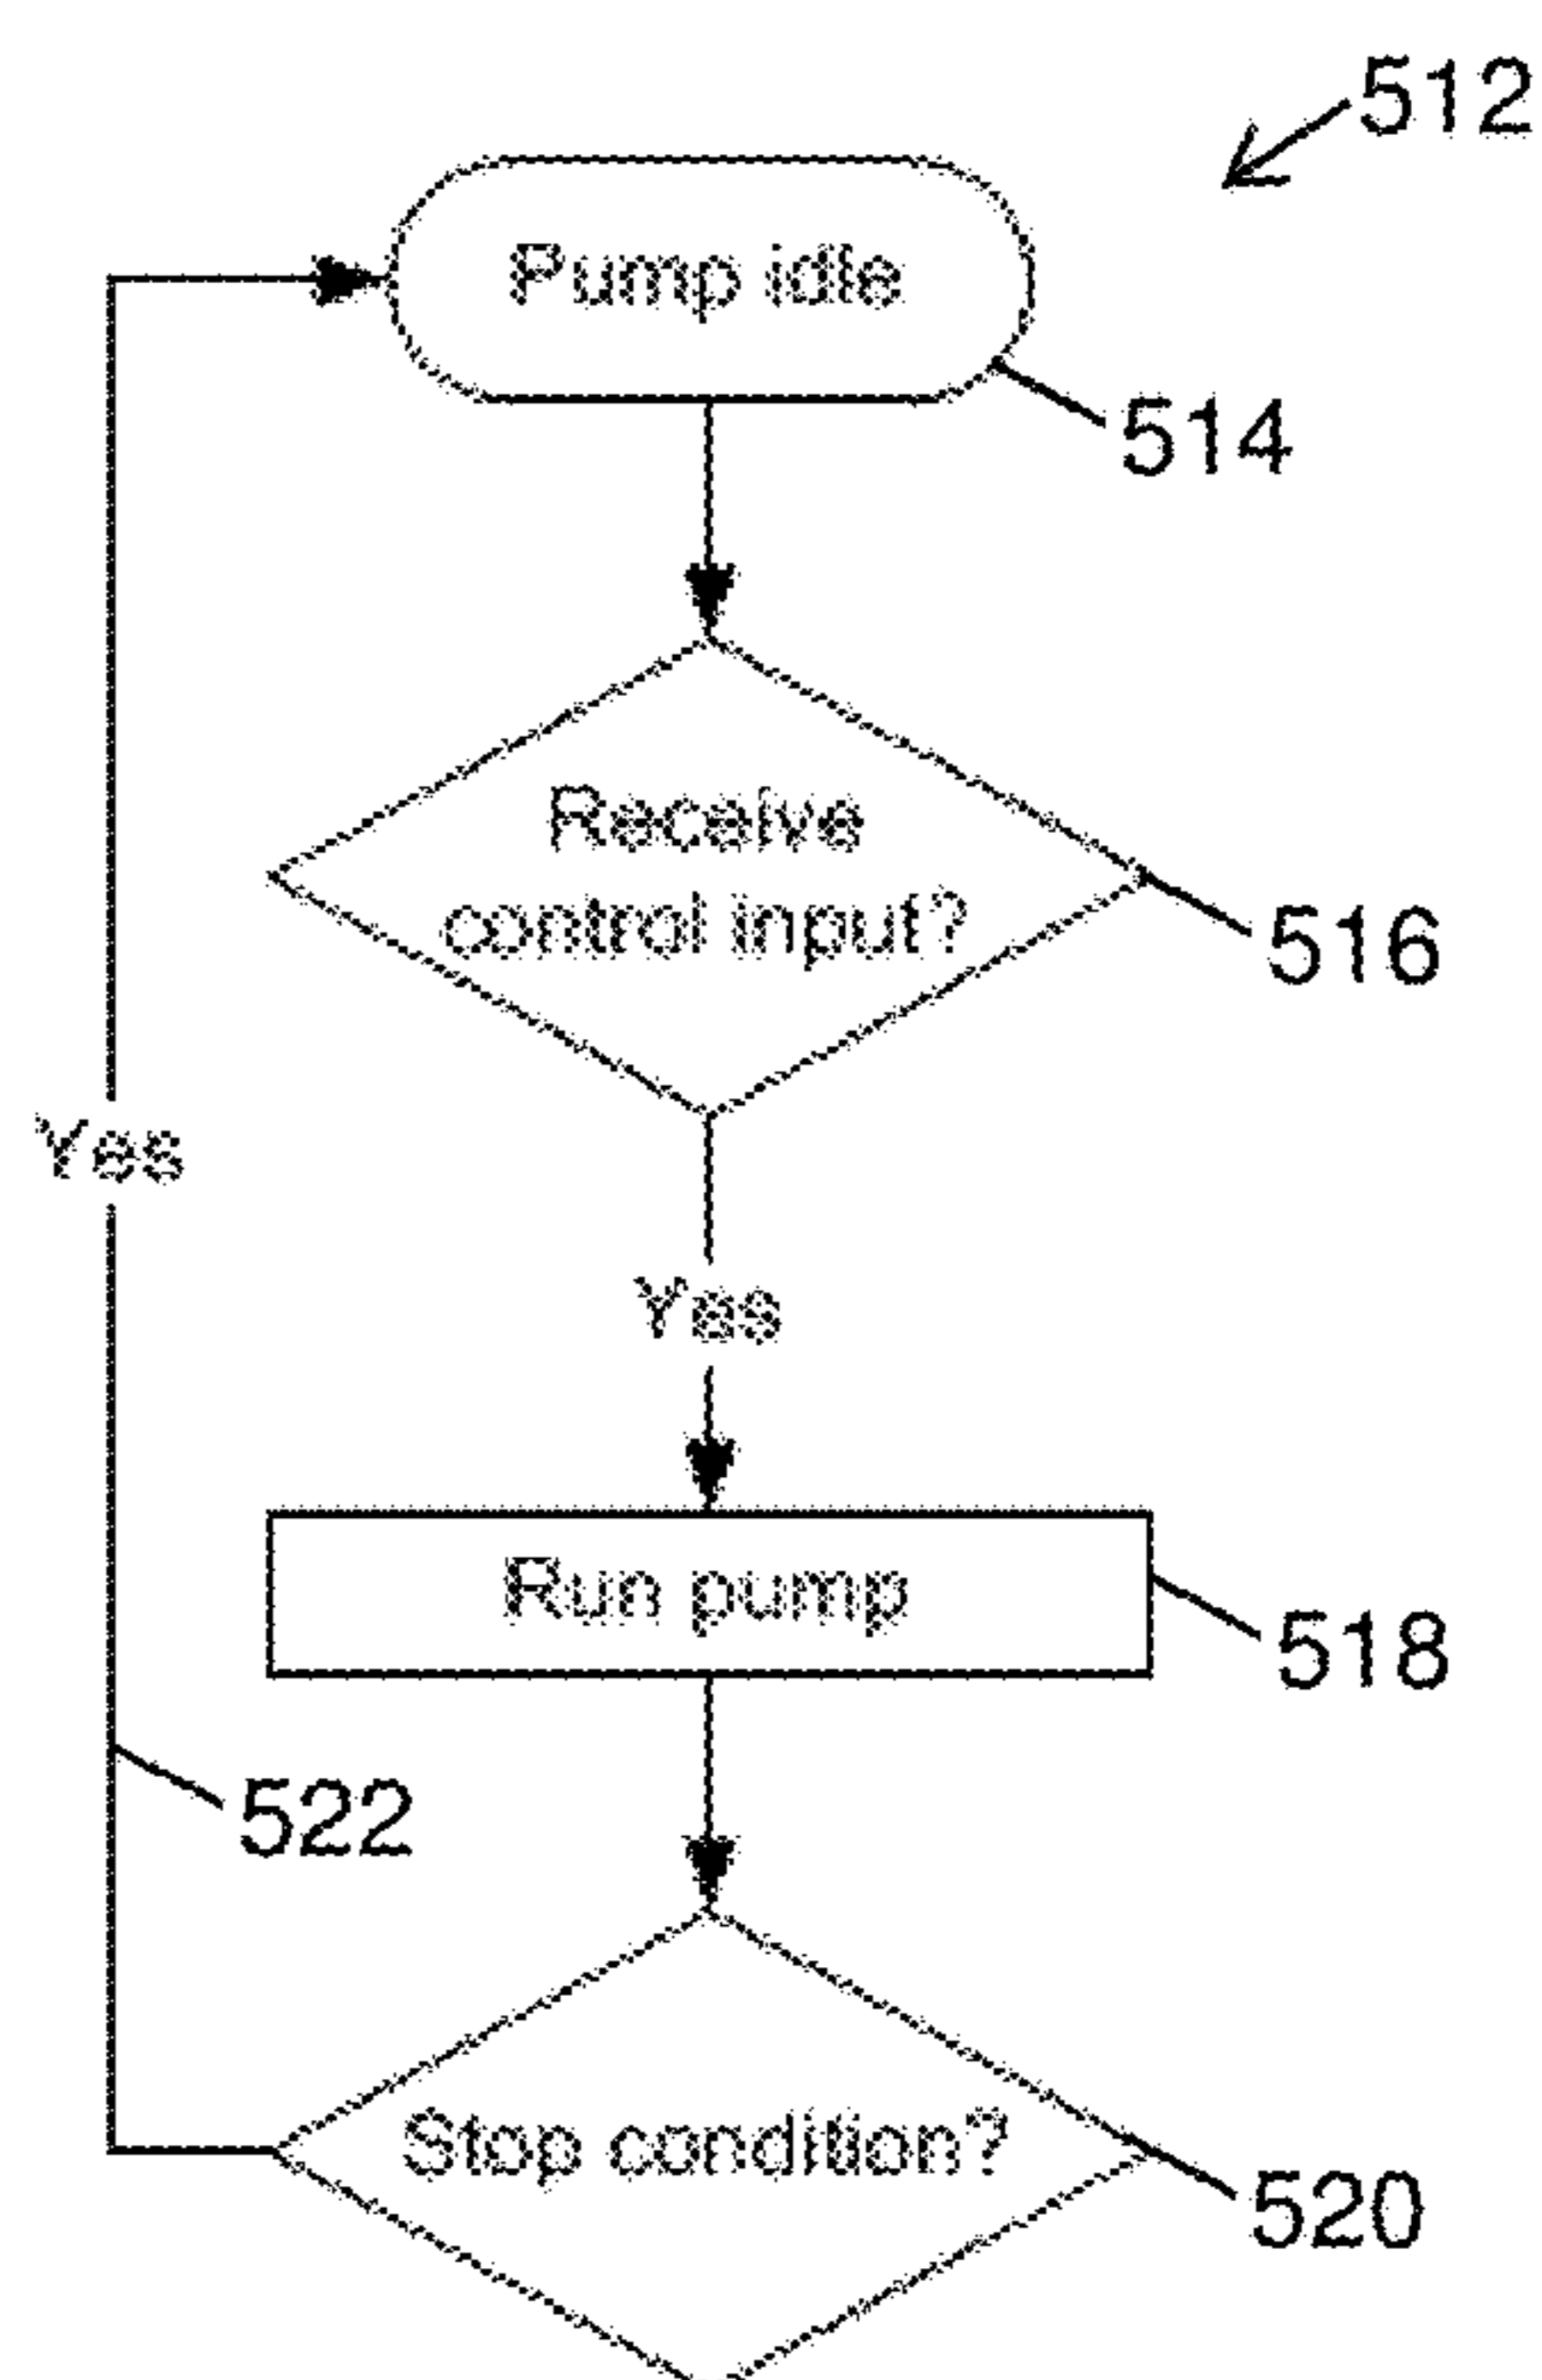 512
Pump idle
514
Receive
control input?
516
Yes
Yes
Run pump
518
522
Stop condition?
520